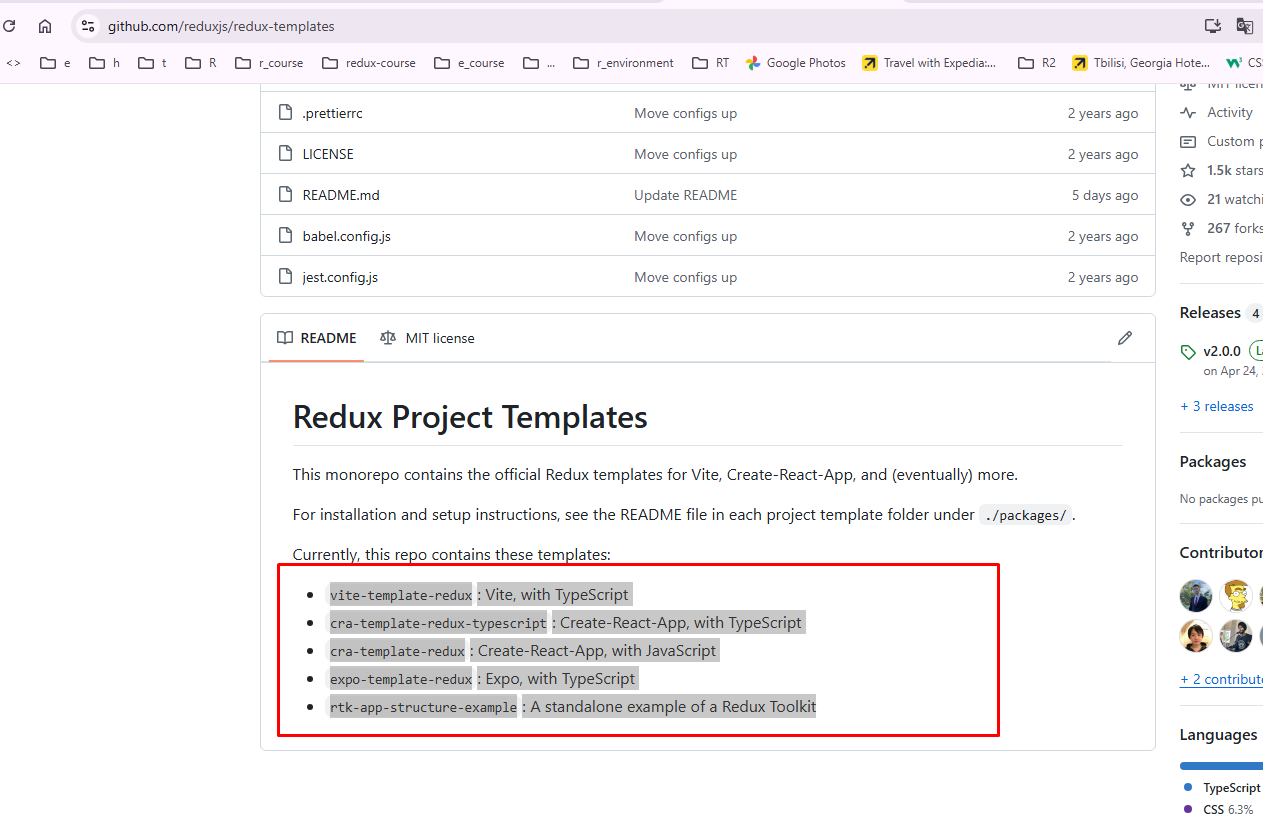 github.com/reduxjs/redux-templates
<> e h t R r_course redux-course e_course ... r_environment RT Google Photos Travel with Expedia:... R2 Tbilisi, Georgia Hote...
.prettierrc Move configs up 2 years ago
Activity
LICENSE Move configs up 2 years ago
Custom
1.5k stars
README.md Update README 5 days ago
21
babel.config.js Move configs up 2 years ago
267 forks
Report
jest.config.js Move configs up 2 years ago
Releases 4
README MIT license
v2.0.0
on Apr 24,
+ 3 releases
Redux Project Templates
Packages
This monorepo contains the official Redux templates for Vite, Create-React-App, and (eventually) more.
No packages
For installation and setup instructions, see the README file in each project template folder under ./packages/ .
Currently, this repo contains these templates:
vite-template-redux : Vite, with TypeScript
cra-template-redux-typescript : Create-React-App, with TypeScript
cra-template-redux : Create-React-App, with JavaScript
expo-template-redux : Expo, with TypeScript
rtk-app-structure-example : A standalone example of a Redux Toolkit
+ 2
Languages
TypeScript
CSS 6.3%